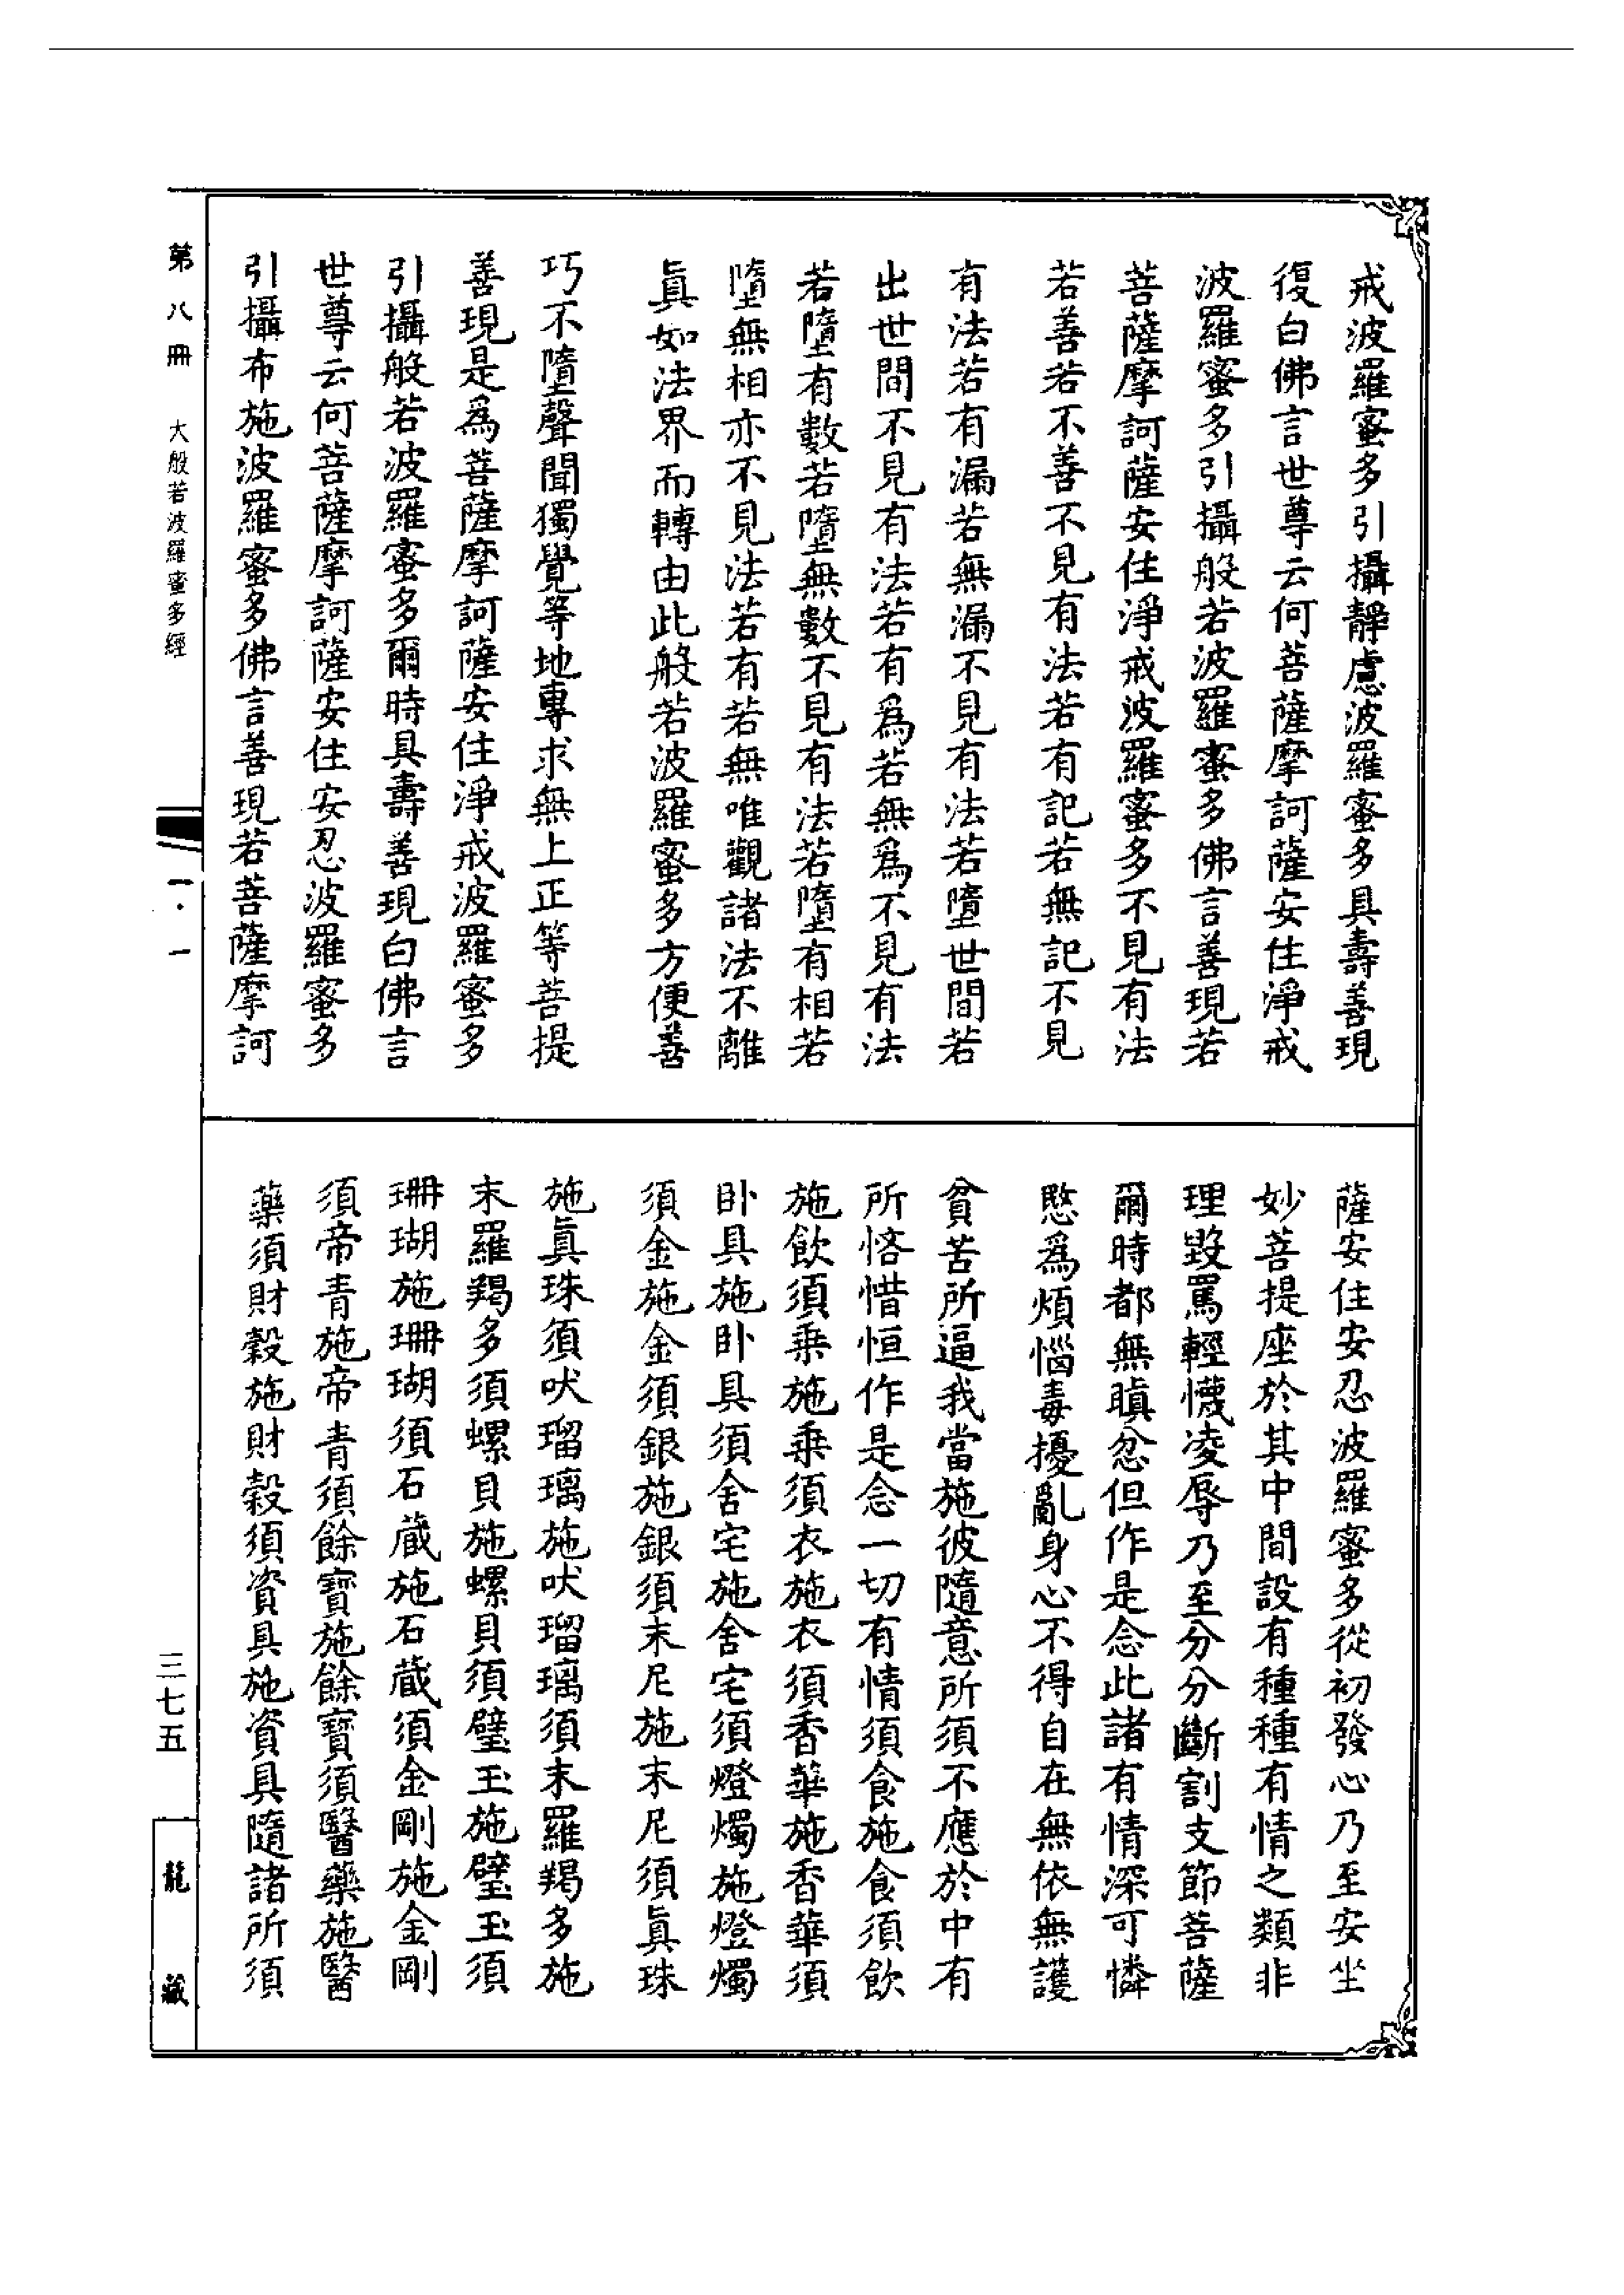 戒波羅蜜多引攝靜慮波羅蜜多具壽善現
復白佛言世尊云何菩薩摩訶薩安住淨戒
波羅蜜多引攝般若波羅蜜多佛言善現若
菩薩摩訶薩安住淨戒波羅蜜多不見有法
若善若不善不見有法若有記若無記不見
有法若有漏若無漏不見有法若墮世間若
出世間不見有法若有爲若無爲不見有法
若墮有數若墮無數不見有法若墮有相若
墮無相亦不見法若有若無唯觀諸法不離
眞如法界而轉由此般若波羅蜜多方便善
巧不墮聲聞獨覺等地專求無上正等菩提
善現是爲菩薩摩訶薩安住淨戒波羅蜜多
引攝般若波羅蜜多爾時具壽善現白佛言
世尊云何菩薩摩訶薩安住安忍波羅蜜多
引攝布施波羅蜜多佛言善現若菩薩摩訶
薩安住安忍波羅蜜多從初發心乃至安坐
妙菩提座於其中間設有種種有情之類非
理毀罵輕懱凌辱乃至分分斷割支節菩薩
爾時都無瞋忿但作是念此諸有情深可憐
愍爲煩惱毒擾亂身心不得自在無依無護
貧苦所逼我當施彼隨意所須不應於中有
所悋惜恒作是念一切有情須食施食須飲
施飲須乗施乗須衣施衣須香華施香華須
卧具施卧具須舍宅施舍宅須燈燭施燈燭
須金施金須銀施銀須末尼施末尼須眞珠
施眞珠須吠瑠璃施吠瑠璃須末羅羯多施
末羅羯多須螺貝施螺貝須璧玉施璧玉須
珊瑚施珊瑚須石蔵施石蔵須金剛施金剛
須帝青施帝青須餘寶施餘寶須醫藥施醫
藥須財穀施財穀須資具施資具隨諸所須
第八冊 大般若波羅蜜多經 一·一
三七五
龍藏